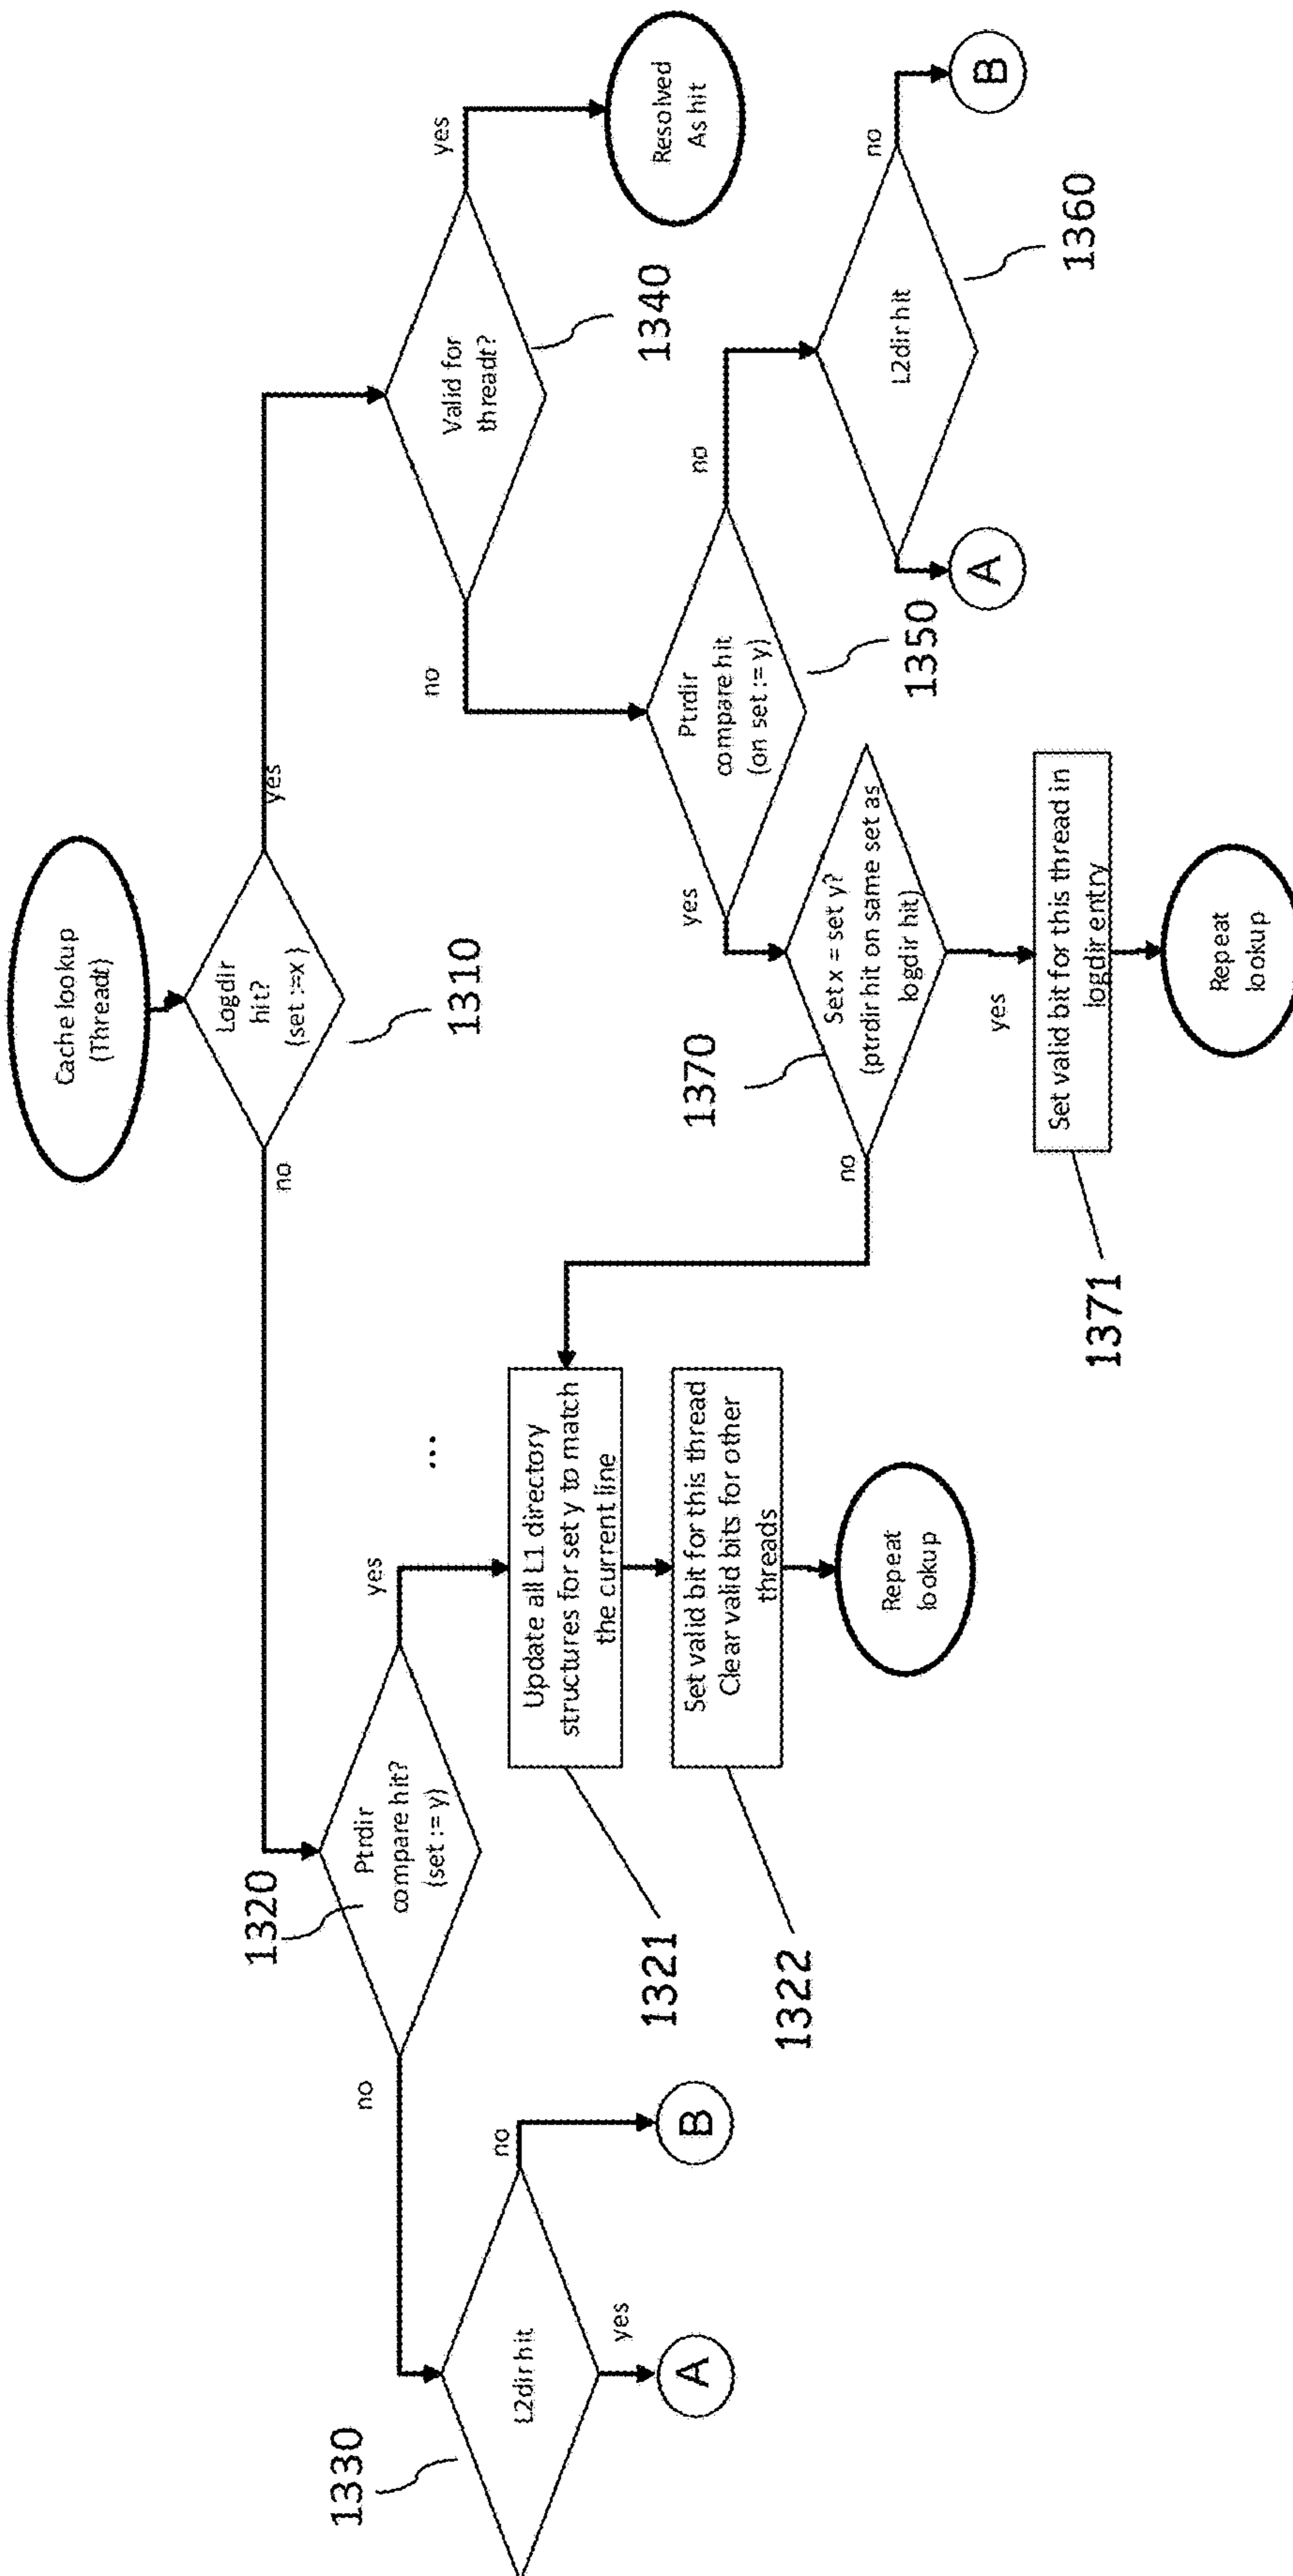 Cache lookup
(Threadt)
Logdir
hit?
(set :=x )
1310
no
yes
Ptrdir
compare hit?
(set := y)
1320
no
yes
L2dir hit
1330
no
yes
A
B
...
Update all L1 directory
structures for set y to match
the current line
1321
Set valid bit for this thread
Clear valid bits for other
threads
1322
Repeat
lookup
Valid for
threadt?
1340
no
yes
Resolved
As hit
Ptrdir
compare hit
(on set := y)
1350
yes
no
L2dir hit
1360
no
A
B
Set x = set y?
(ptrdir hit on same set as
logdir hit)
1370
no
yes
Set valid bit for this thread in
logdir entry
1371
Repeat
lookup